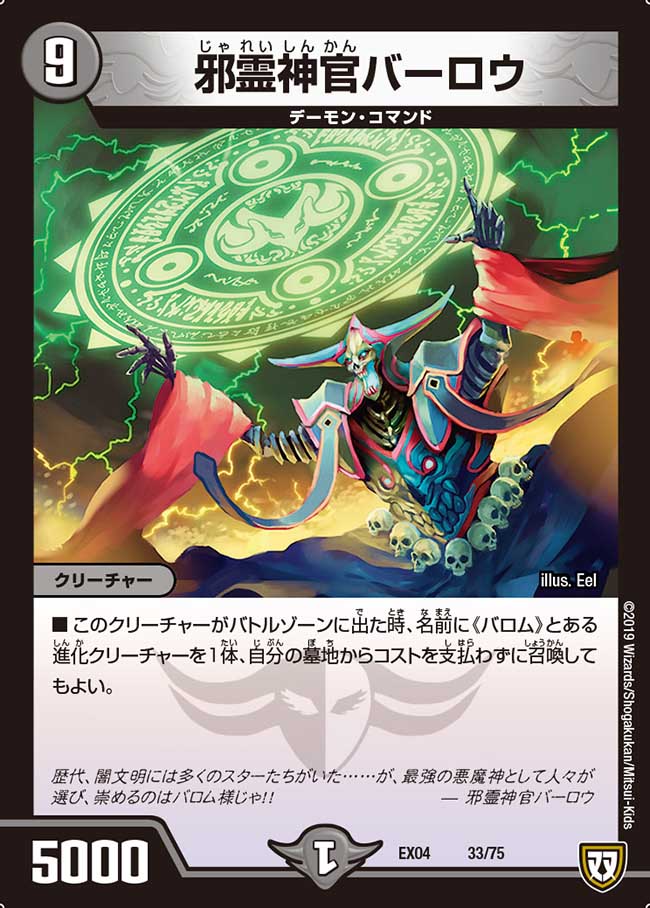 9
じゃれいしんかん
邪霊神官バーロウ
デーモン・コマンド
クリーチャー
illus. Eel
■ このクリーチャーがバトルゾーンに出た時、名前に《バロム》とある
進化クリーチャーを1体、自分の墓地からコストを支払わずに召喚して
もよい。
歴代、闇文明には多くのスターたちがいた……が、最強の悪魔神として人々が
選び、崇めるのはバロム様じゃ!!
― 邪霊神官バーロウ
©2019 Wizards/Shogakukan/Mitsui-Kids
5000
1
EX04
33/75